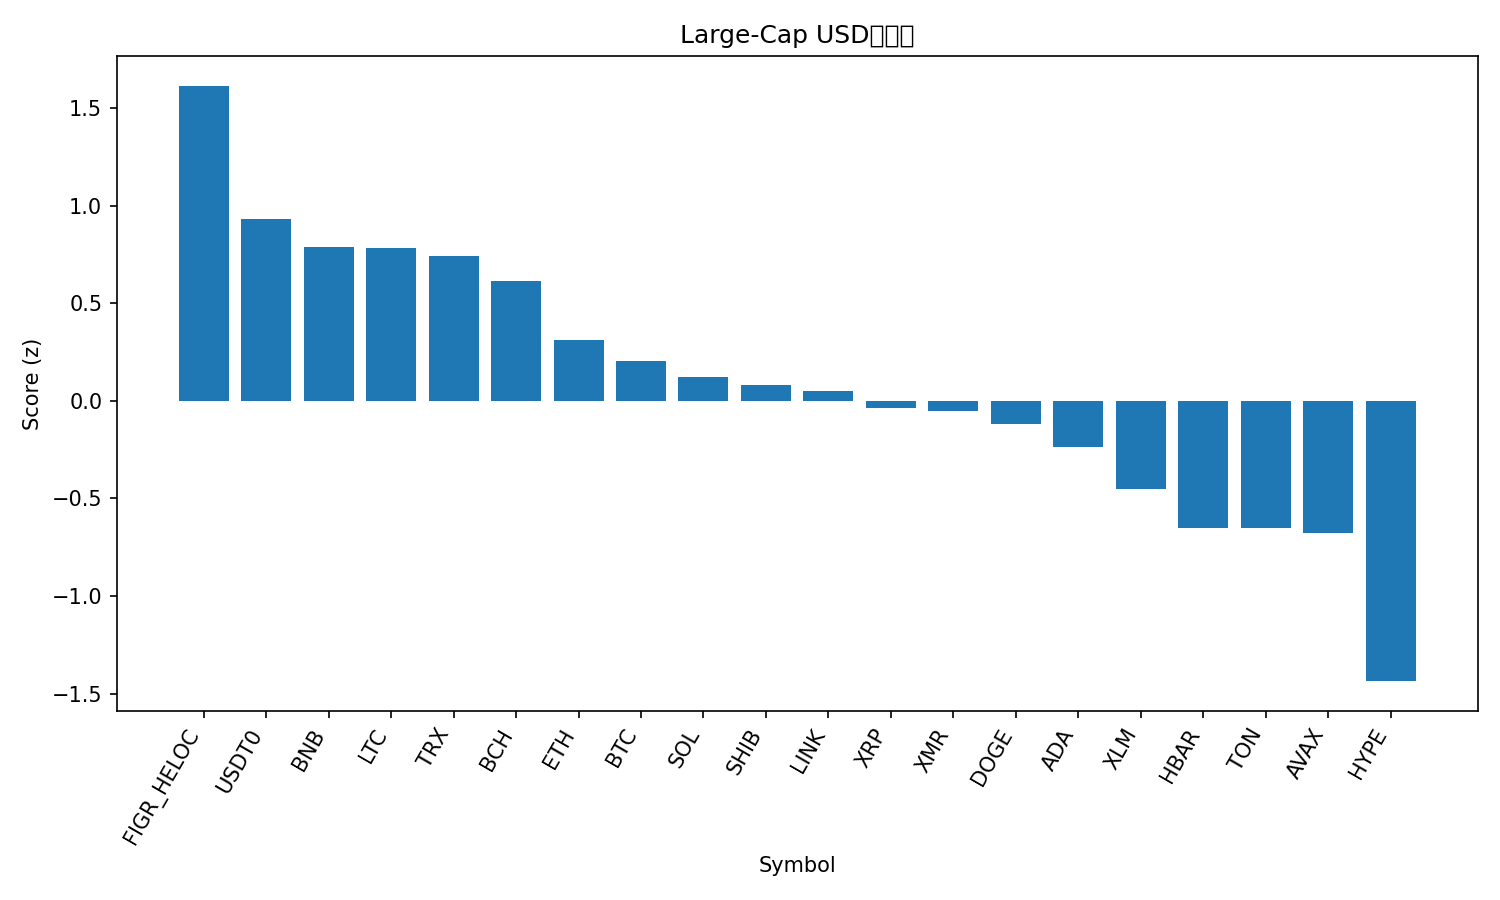 Large-Cap USD
Score (z)
1.5
1.0
0.5
0.0
−0.5
−1.0
−1.5
FIGR_HELOC
USDT0
BNB
LTC
TRX
BCH
ETH
BTC
SOL
SHIB
LINK
XRP
XMR
DOGE
ADA
XLM
HBAR
TON
AVAX
HYPE
Symbol